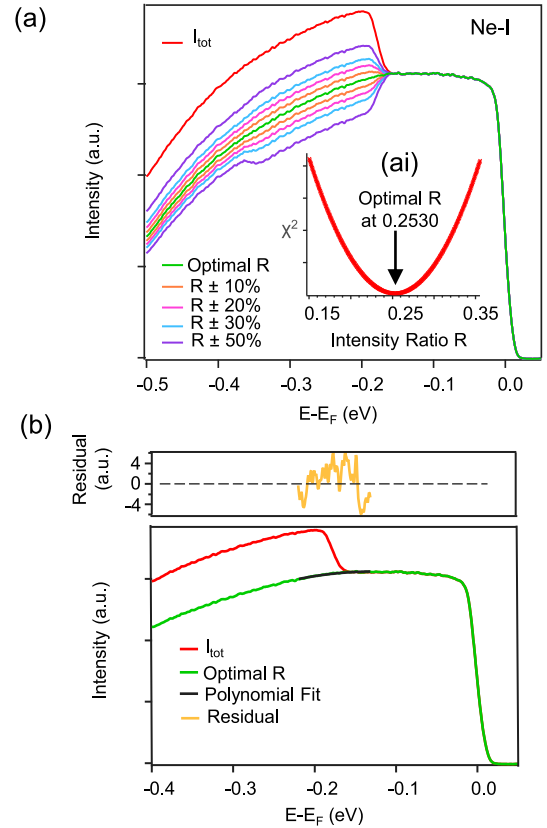 (a)
Ne-I
I_tot
(ai)
Optimal R
at 0.2530
χ²
0.15 0.25 0.35
Intensity Ratio R
Optimal R
R ± 10%
R ± 20%
R ± 30%
R ± 50%
Intensity (a.u.)
-0.5 -0.4 -0.3 -0.2 -0.1 0.0
E-E_F (eV)
(b)
Residual
(a.u.)
4
0
-4
I_tot
Optimal R
Polynomial Fit
Residual
Intensity (a.u.)
-0.4 -0.3 -0.2 -0.1 0.0
E-E_F (eV)